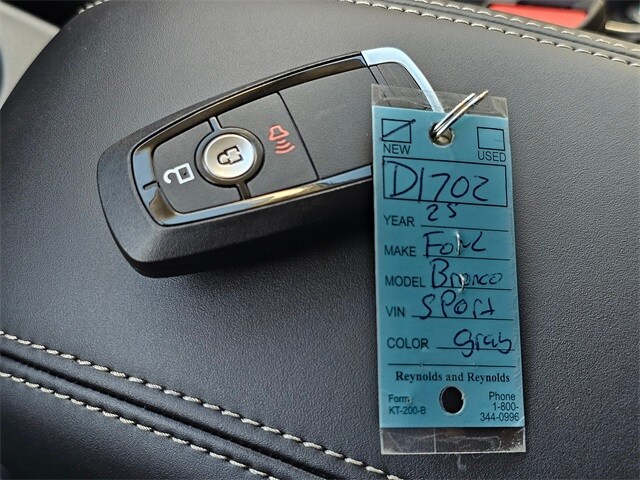 NEW USED
D1702
YEAR 25
MAKE Ford
MODEL Bronco
VIN SPort
COLOR gray
Reynolds and Reynolds
Form KT-200-B
Phone 1-800-344-0996